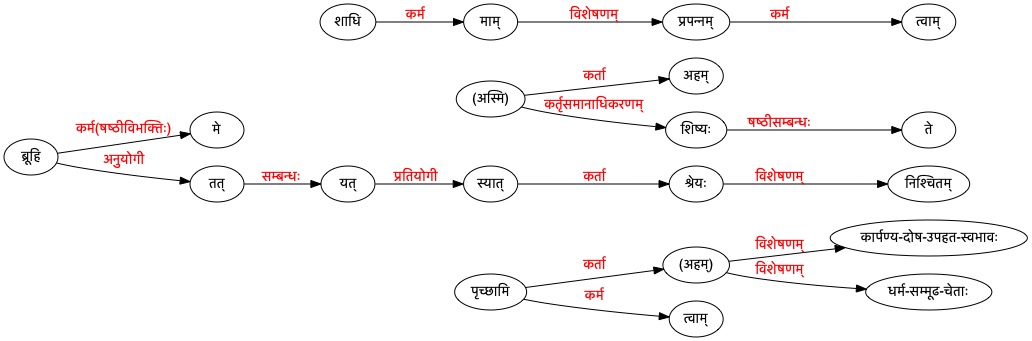 शाधि कर्म माम् विशेषणम् प्रपन्नम् कर्म त्वाम्
(अस्मि) कर्ता अहम्
कर्तृसमानाधिकरणम् शिष्यः षष्ठीसम्बन्धः ते
ब्रूहि कर्म(षष्ठीविभक्तिः) मे
अनुयोगी तत् सम्बन्धः यत् प्रतियोगी स्यात् कर्ता श्रेयः विशेषणम् निश्चितम्
पृच्छामि कर्ता (अहम्) विशेषणम् कार्पण्य-दोष-उपहत-स्वभावः
विशेषणम् धर्म-सम्मूढ-चेताः
कर्म त्वाम्